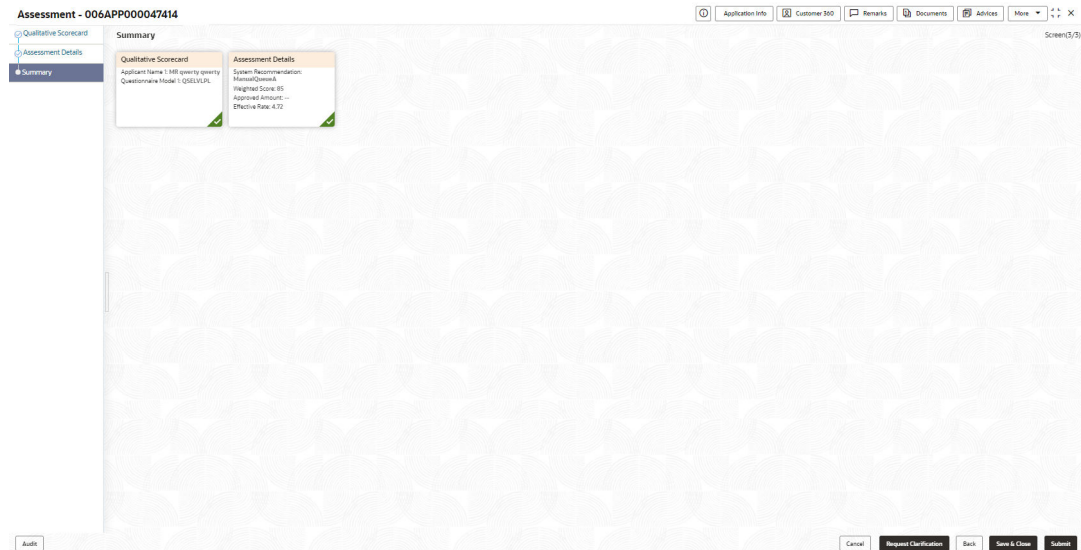 Assessment - 006APP000047414
Application Info
Customer 360
Remarks
Documents
Advices
More
Qualitative Scorecard
Assessment Details
Summary
Summary
Screen(3/3)
Qualitative Scorecard
Applicant Name 1: MR qwerty qwerty
Questionnaire Model 1: QSELVLPL
Assessment Details
System Recommendation:
ManualQueueA
Weighted Score: 85
Approved Amount: --
Effective Rate: 4.72
Audit
Cancel
Request Clarification
Back
Save & Close
Submit